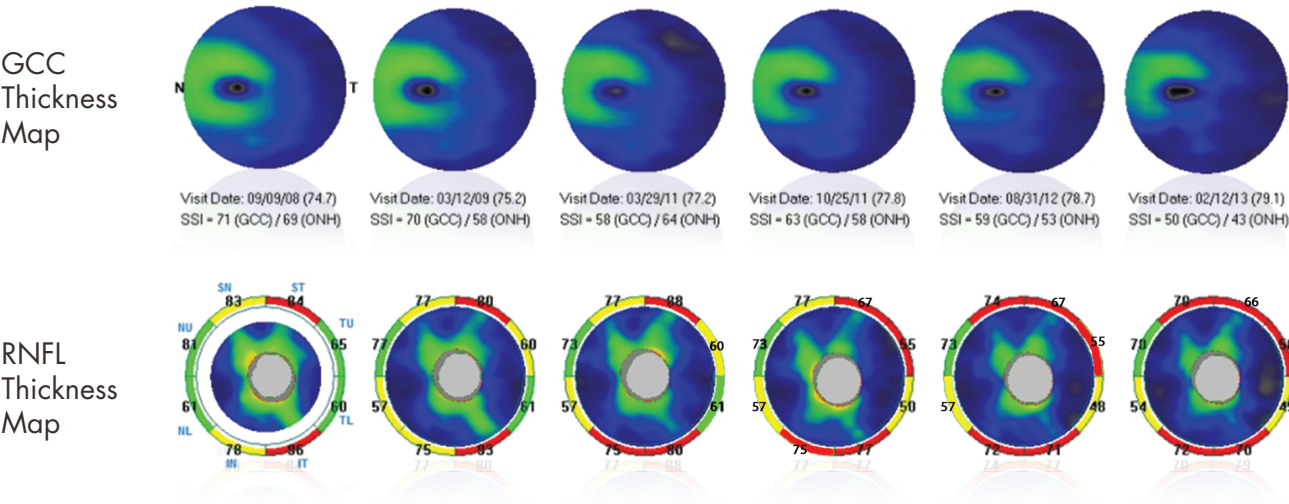 GCC
Thickness
Map
N
T
Visit Date: 09/09/08 (74.7)
SSI = 71 (GCC) / 69 (ONH)
Visit Date: 03/12/09 (75.2)
SSI = 70 (GCC) / 58 (ONH)
Visit Date: 03/29/11 (77.2)
SSI = 58 (GCC) / 64 (ONH)
Visit Date: 10/25/11 (77.8)
SSI = 63 (GCC) / 58 (ONH)
Visit Date: 08/31/12 (78.7)
SSI = 59 (GCC) / 53 (ONH)
Visit Date: 02/12/13 (79.1)
SSI = 50 (GCC) / 43 (ONH)
RNFL
Thickness
Map
SN ST
83 84
NU TU
81 65
61 60
NL TL
78 86
IN IT
77 80
77 60
57 61
75 83
77 88
73 60
57 61
75 80
77 67
73 55
57 50
75 77
74 67
73 55
57 48
72 71
70 66
70
54
72 70